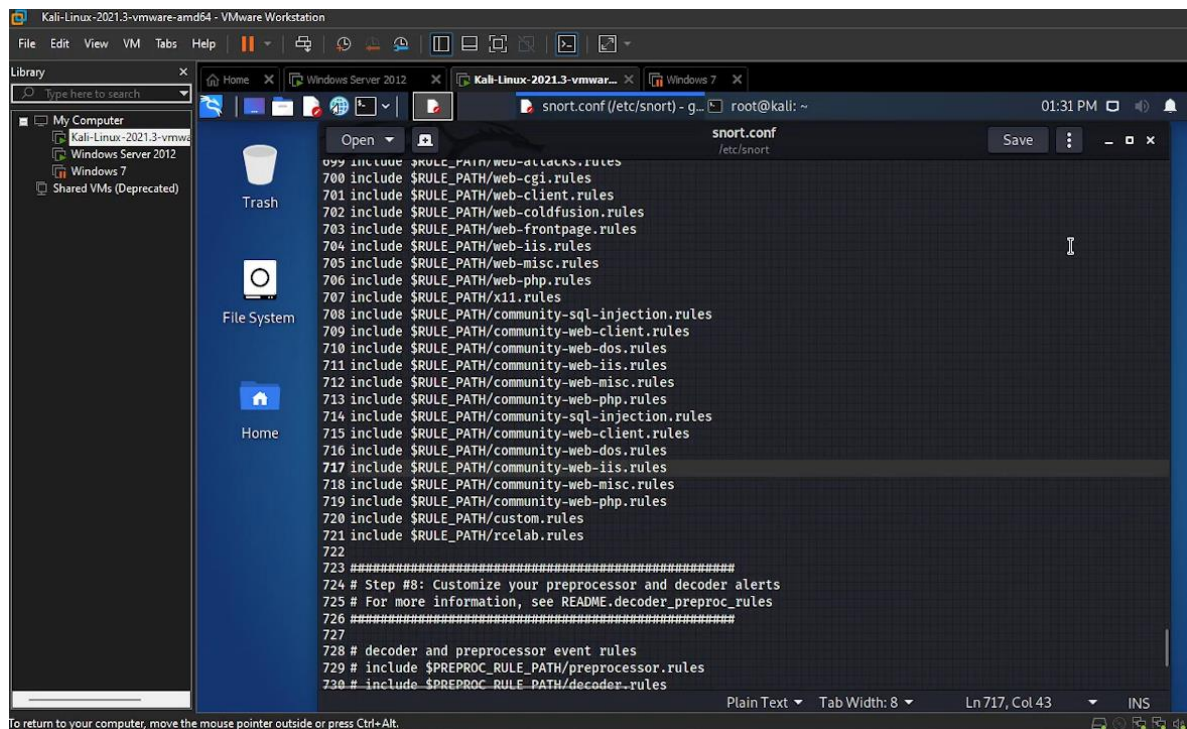 Kali-Linux-2021.3-vmware-amd64 - VMware Workstation
File Edit View VM Tabs Help
Library
Type here to search
My Computer
Kali-Linux-2021.3-vmwa
Windows Server 2012
Windows 7
Shared VMs (Deprecated)
Home Windows Server 2012 Kali-Linux-2021.3-vmwar... Windows 7
snort.conf (/etc/snort) - g... root@kali: ~ 01:31 PM
Trash
File System
Home
Open snort.conf Save
/etc/snort
699 include $RULE_PATH/web-attacks.rules
700 include $RULE_PATH/web-cgi.rules
701 include $RULE_PATH/web-client.rules
702 include $RULE_PATH/web-coldfusion.rules
703 include $RULE_PATH/web-frontpage.rules
704 include $RULE_PATH/web-iis.rules
705 include $RULE_PATH/web-misc.rules
706 include $RULE_PATH/web-php.rules
707 include $RULE_PATH/x11.rules
708 include $RULE_PATH/community-sql-injection.rules
709 include $RULE_PATH/community-web-client.rules
710 include $RULE_PATH/community-web-dos.rules
711 include $RULE_PATH/community-web-iis.rules
712 include $RULE_PATH/community-web-misc.rules
713 include $RULE_PATH/community-web-php.rules
714 include $RULE_PATH/community-sql-injection.rules
715 include $RULE_PATH/community-web-client.rules
716 include $RULE_PATH/community-web-dos.rules
717 include $RULE_PATH/community-web-iis.rules
718 include $RULE_PATH/community-web-misc.rules
719 include $RULE_PATH/community-web-php.rules
720 include $RULE_PATH/custom.rules
721 include $RULE_PATH/rcelab.rules
722
723 ###################################################
724 # Step #8: Customize your preprocessor and decoder alerts
725 # For more information, see README.decoder_preproc_rules
726 ###################################################
727
728 # decoder and preprocessor event rules
729 # include $PREPROC_RULE_PATH/preprocessor.rules
730 # include $PREPROC_RULE_PATH/decoder.rules
Plain Text Tab Width: 8 Ln 717, Col 43 INS
To return to your computer, move the mouse pointer outside or press Ctrl+Alt.